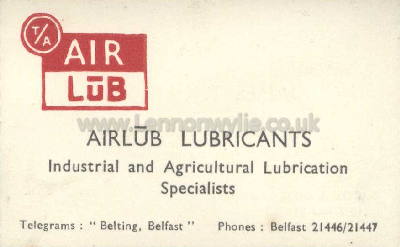 T/A
AIR
LŪB
www.Lennonwylie.co.uk
AIRLŪB LUBRICANTS
Industrial and Agricultural Lubrication
Specialists
Telegrams : "Belting, Belfast" Phones : Belfast 21446/21447